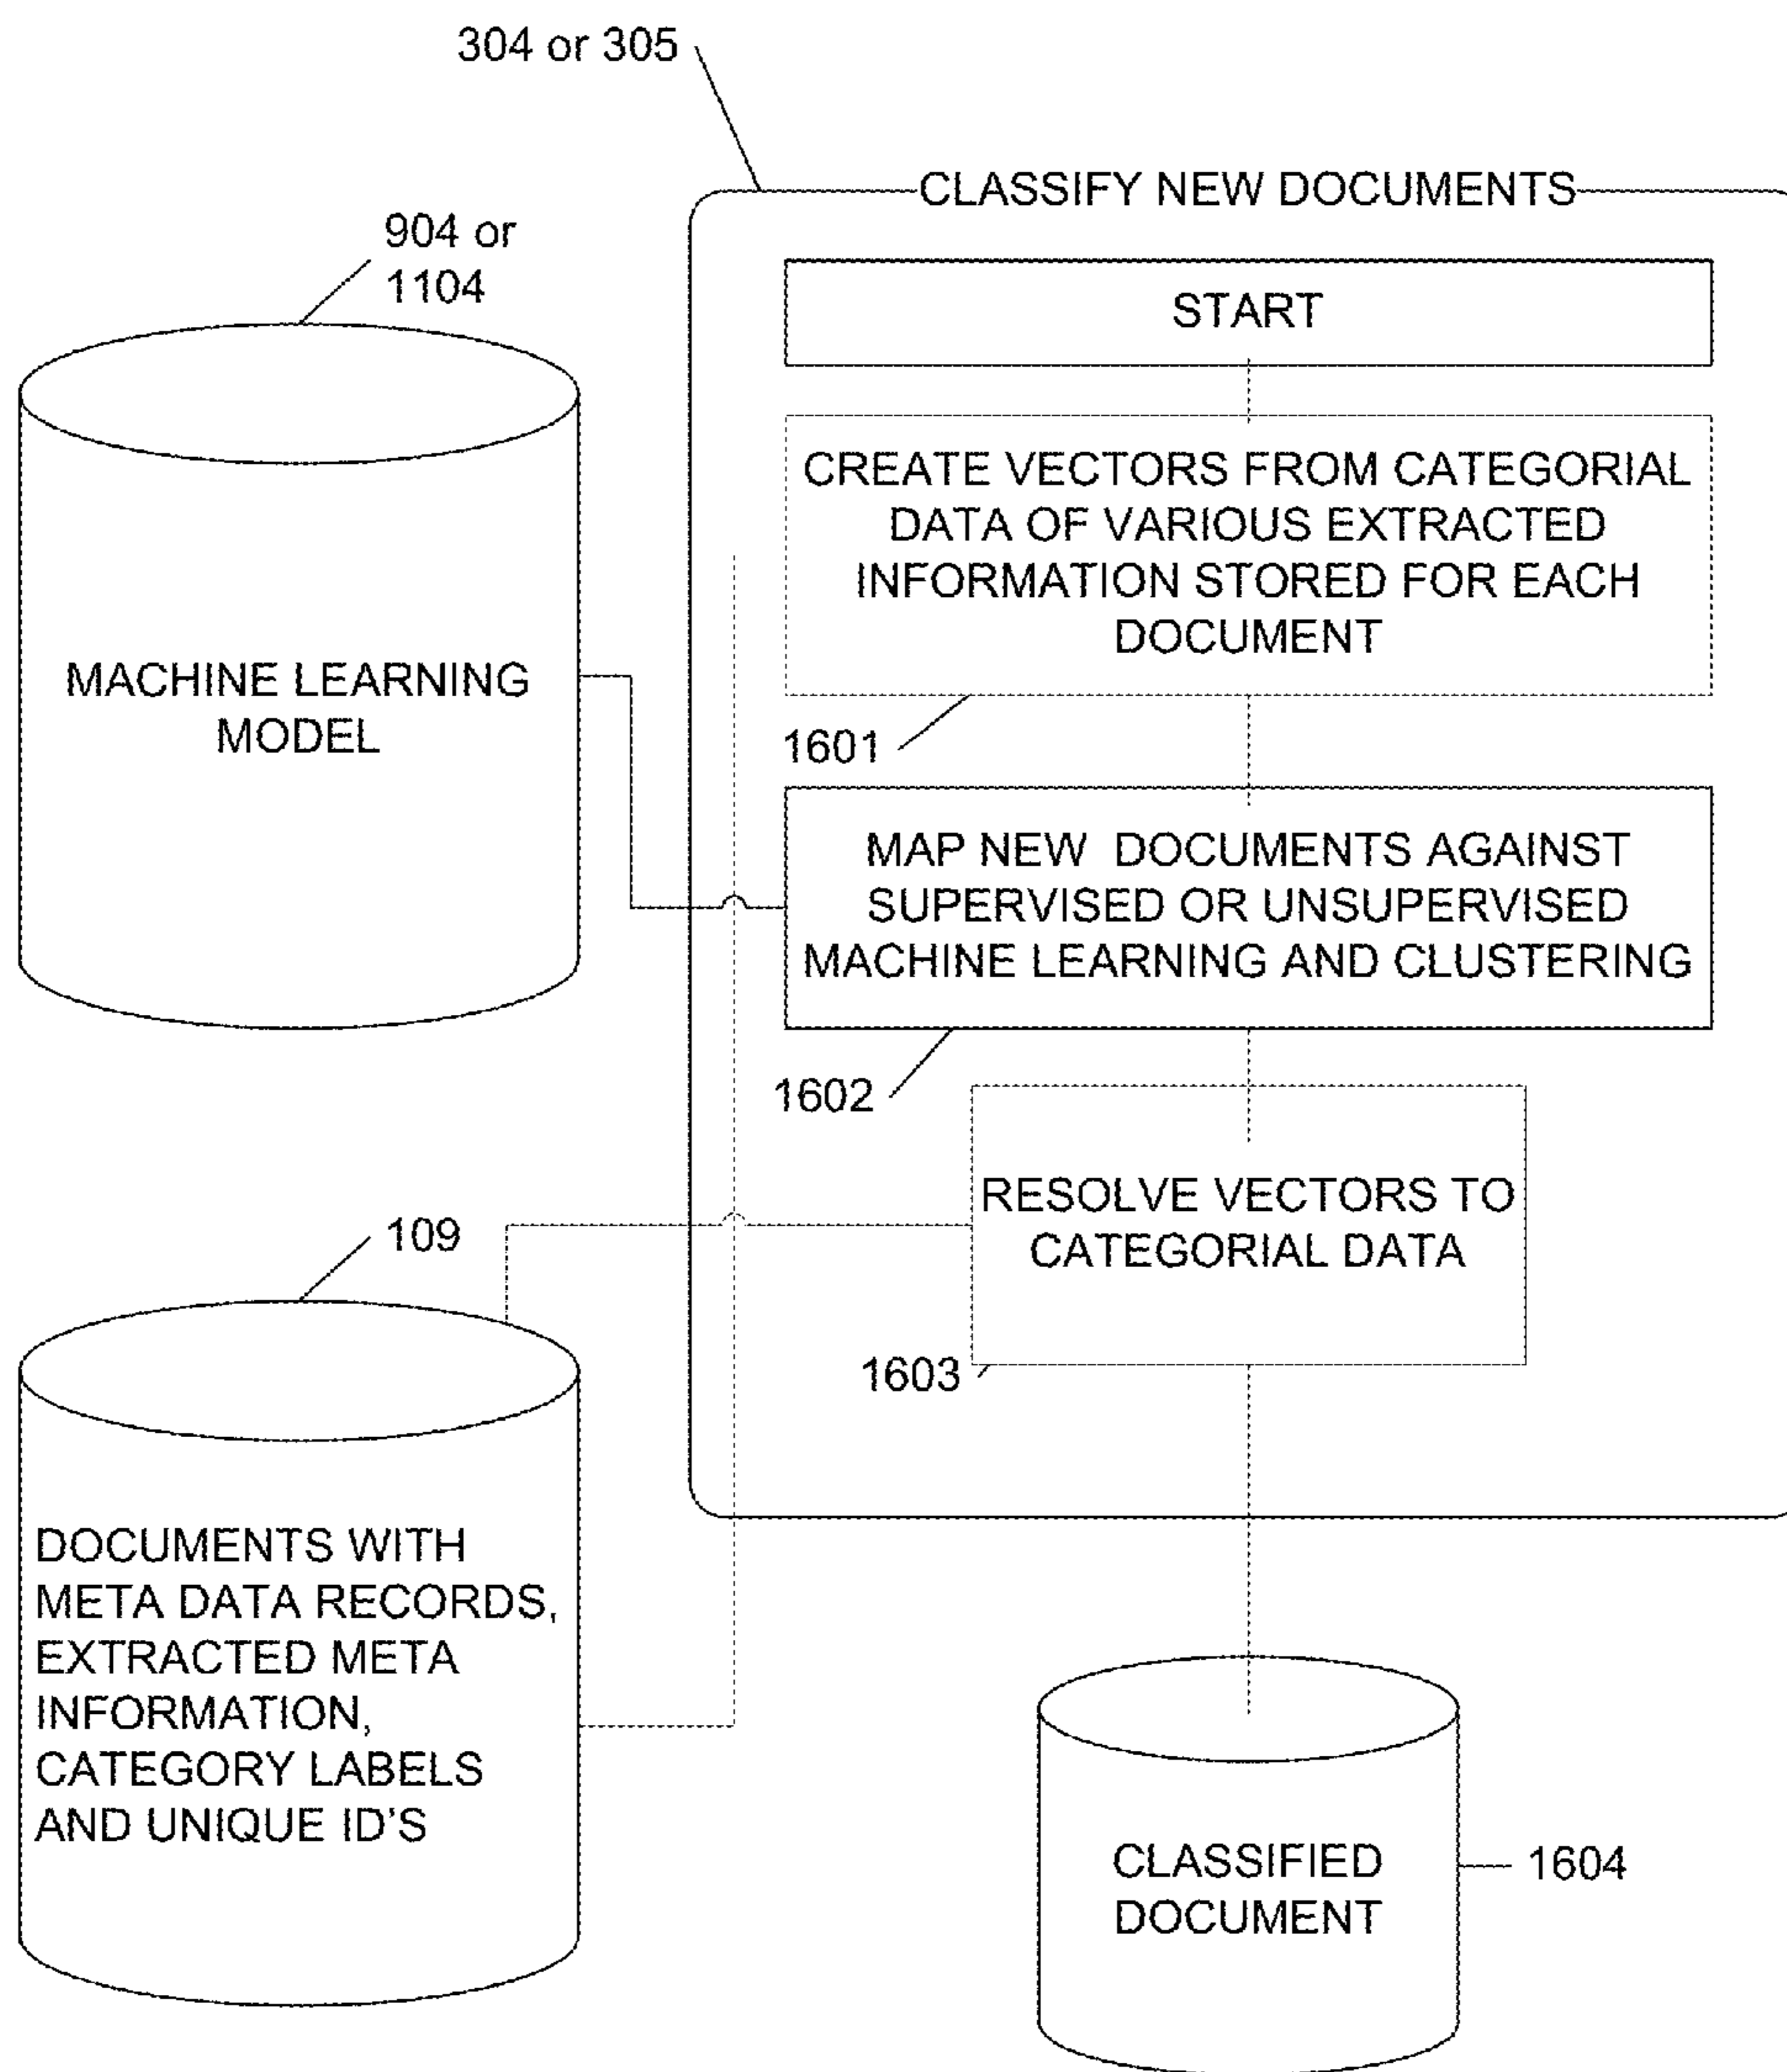 304 or 305
CLASSIFY NEW DOCUMENTS
904 or
1104
START
CREATE VECTORS FROM CATEGORIAL
DATA OF VARIOUS EXTRACTED
INFORMATION STORED FOR EACH
DOCUMENT
MACHINE LEARNING
MODEL
1601
MAP NEW DOCUMENTS AGAINST
SUPERVISED OR UNSUPERVISED
MACHINE LEARNING AND CLUSTERING
1602
RESOLVE VECTORS TO
CATEGORIAL DATA
109
1603
DOCUMENTS WITH
META DATA RECORDS,
EXTRACTED META
INFORMATION,
CATEGORY LABELS
AND UNIQUE ID'S
CLASSIFIED
DOCUMENT
1604